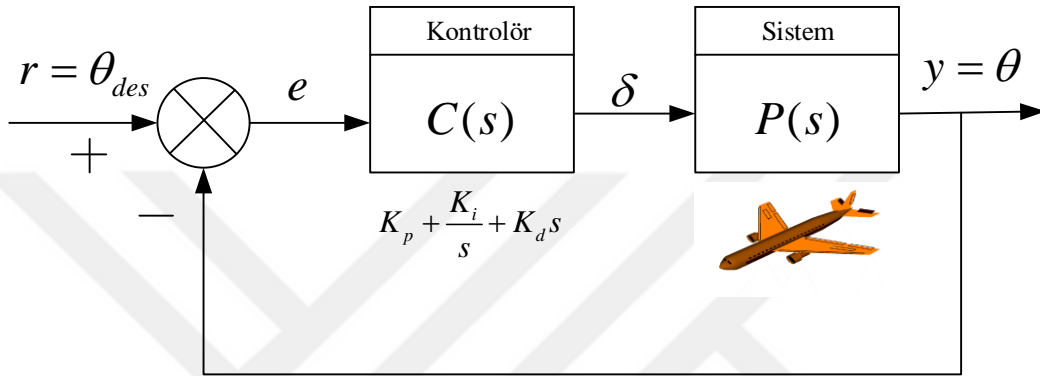 Kontrolör
Sistem
r = θ_des
e
C(s)
δ
P(s)
y = θ
+
−
K_p + K_i/s + K_d s